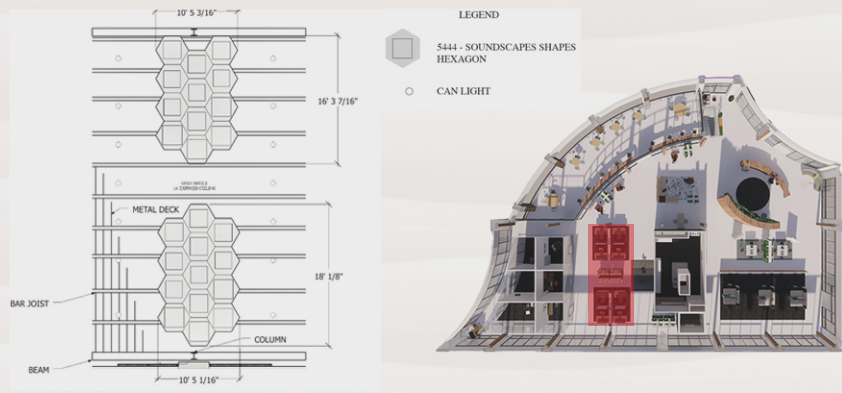 10' 5 3/16"
16' 3 7/16"
METAL DECK
18' 1/8"
BAR JOIST
COLUMN
BEAM
10' 5 1/16"
LEGEND
5444 - SOUNDSCAPES SHAPES
HEXAGON
CAN LIGHT